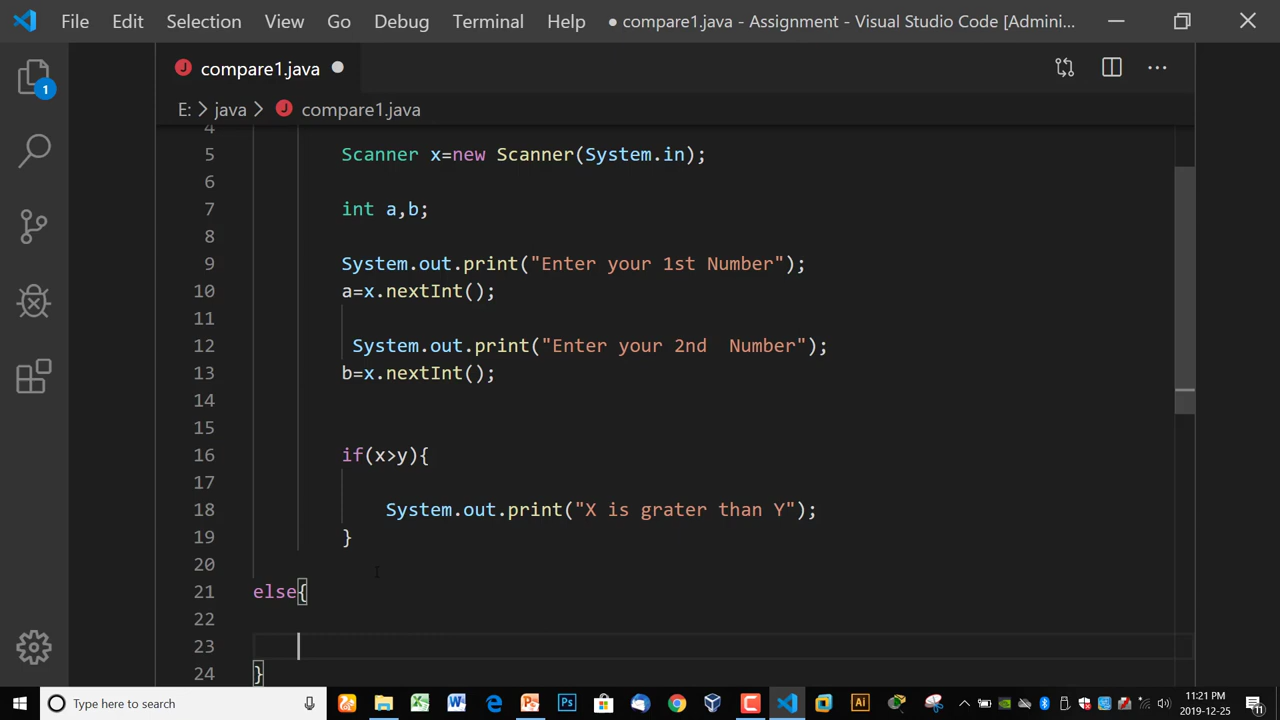 File Edit Selection View Go Debug Terminal Help ● compare1.java - Assignment - Visual Studio Code [Admini...
J compare1.java
E: > java > J compare1.java
1
4
5 Scanner x=new Scanner(System.in);
6
7 int a,b;
8
9 System.out.print("Enter your 1st Number");
10 a=x.nextInt();
11
12 System.out.print("Enter your 2nd  Number");
13 b=x.nextInt();
14
15
16 if(x>y){
17
18 System.out.print("X is grater than Y");
19 }
20
21 else{
22
23
24 }
Type here to search
Ai
11:21 PM
2019-12-25
11